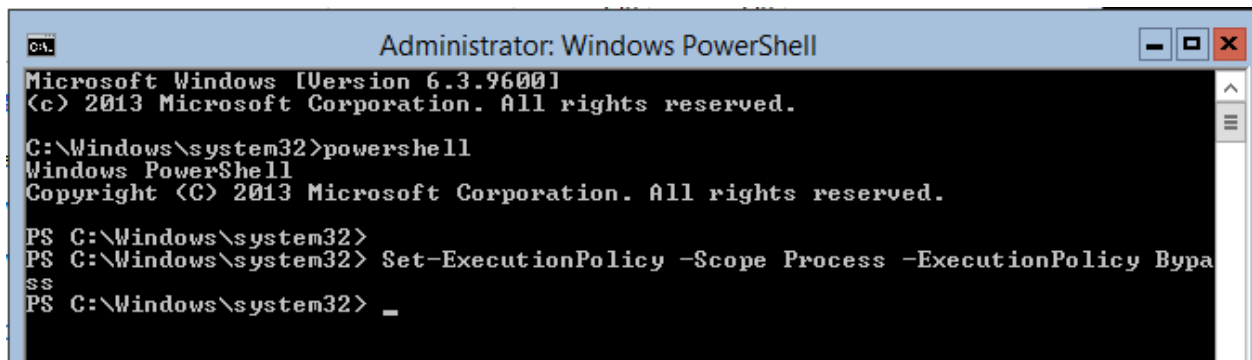 Administrator: Windows PowerShell
Microsoft Windows [Version 6.3.9600]
(c) 2013 Microsoft Corporation. All rights reserved.
C:\Windows\system32>powershell
Windows PowerShell
Copyright (C) 2013 Microsoft Corporation. All rights reserved.
PS C:\Windows\system32>
PS C:\Windows\system32> Set-ExecutionPolicy -Scope Process -ExecutionPolicy Bypa
ss
PS C:\Windows\system32> _